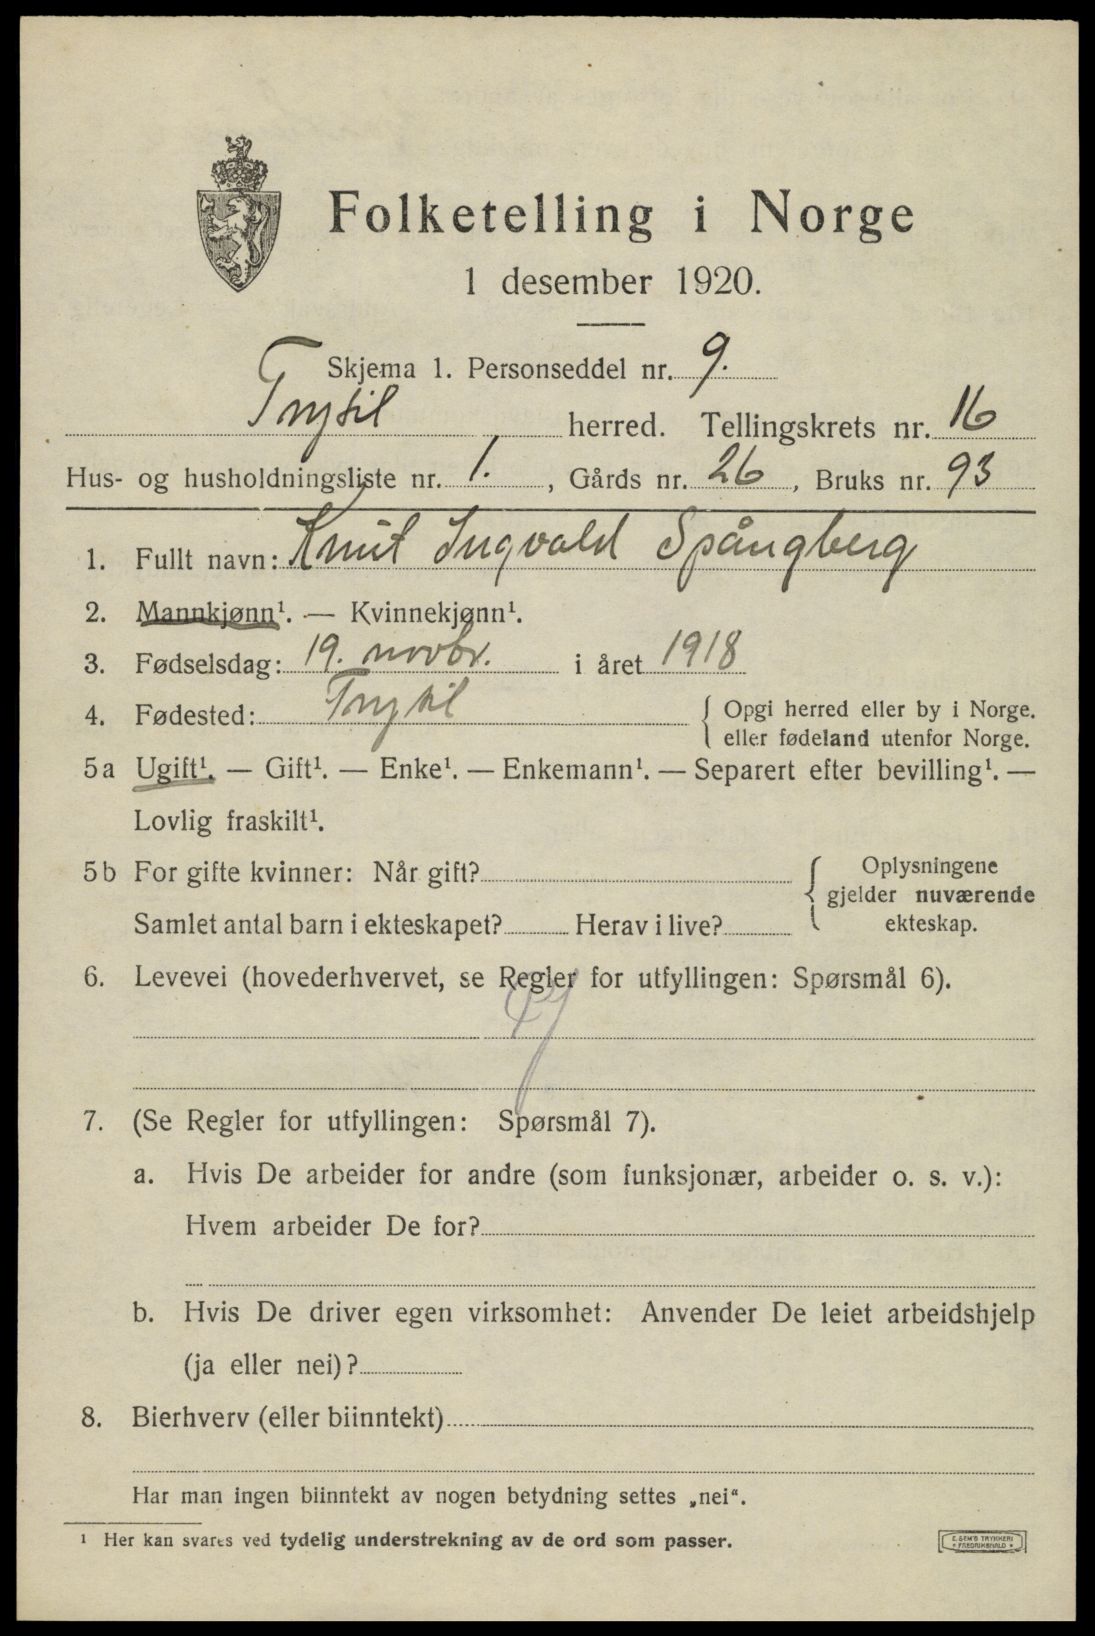 Folketelling i Norge
1 desember 1920.
Skjema 1. Personseddel nr. 9.
Trysil herred. Tellingskrets nr. 16
Hus- og husholdningsliste nr. 1., Gårds nr. 26, Bruks nr. 93
1. Fullt navn: Knut Ingvald Spångberg
2. Mannkjønn¹. — Kvinnekjønn¹.
3. Fødselsdag: 19. novbr. i året 1918
4. Fødested: Trysil { Opgi herred eller by i Norge.
eller fødeland utenfor Norge.
5a Ugift¹. — Gift¹. — Enke¹. — Enkemann¹. — Separert efter bevilling¹. —
Lovlig fraskilt¹.
5b For gifte kvinner: Når gift? { Oplysningene
gjelder nuværende
Samlet antal barn i ekteskapet? Herav i live? ekteskap.
6. Levevei (hovederhvervet, se Regler for utfyllingen: Spørsmål 6).
7. (Se Regler for utfyllingen: Spørsmål 7).
a. Hvis De arbeider for andre (som funksjonær, arbeider o. s. v.):
Hvem arbeider De for?
b. Hvis De driver egen virksomhet: Anvender De leiet arbeidshjelp
(ja eller nei)?
8. Bierhverv (eller biinntekt)
Har man ingen biinntekt av nogen betydning settes „nei“.
¹ Her kan svares ved tydelig understrekning av de ord som passer.
E. SEM'S TRYKKERI
* FREDRIKSHALD *